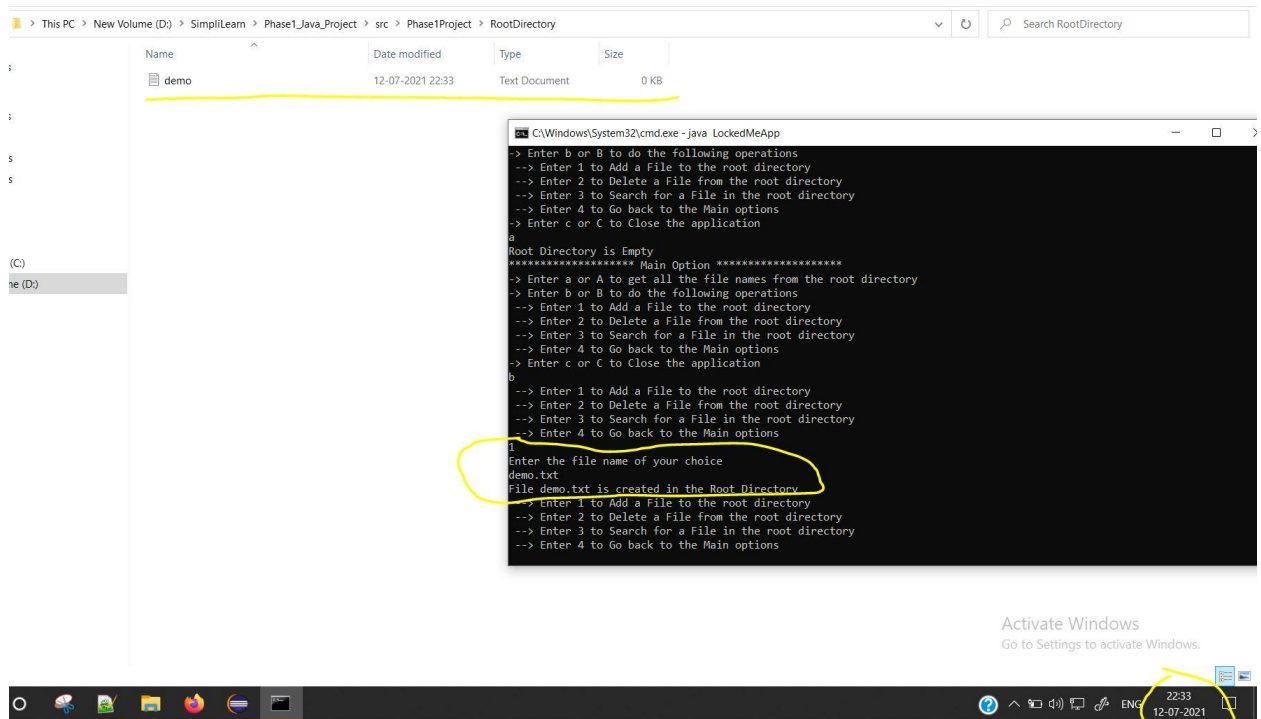 This PC > New Volume (D:) > SimpliLearn > Phase1_Java_Project > src > Phase1Project > RootDirectory
Search RootDirectory
Name Date modified Type Size
demo 12-07-2021 22:33 Text Document 0 KB
(C:)
(D:)
C:\Windows\System32\cmd.exe - java LockedMeApp
-> Enter b or B to do the following operations
--> Enter 1 to Add a File to the root directory
--> Enter 2 to Delete a File from the root directory
--> Enter 3 to Search for a File in the root directory
--> Enter 4 to Go back to the Main options
-> Enter c or C to Close the application
a
Root Directory is Empty
******************** Main Option ********************
-> Enter a or A to get all the file names from the root directory
-> Enter b or B to do the following operations
--> Enter 1 to Add a File to the root directory
--> Enter 2 to Delete a File from the root directory
--> Enter 3 to Search for a File in the root directory
--> Enter 4 to Go back to the Main options
-> Enter c or C to Close the application
b
--> Enter 1 to Add a File to the root directory
--> Enter 2 to Delete a File from the root directory
--> Enter 3 to Search for a File in the root directory
--> Enter 4 to Go back to the Main options
1
Enter the file name of your choice
demo.txt
File demo.txt is created in the Root Directory
--> Enter 1 to Add a File to the root directory
--> Enter 2 to Delete a File from the root directory
--> Enter 3 to Search for a File in the root directory
--> Enter 4 to Go back to the Main options
Activate Windows
Go to Settings to activate Windows.
ENG
22:33
12-07-2021